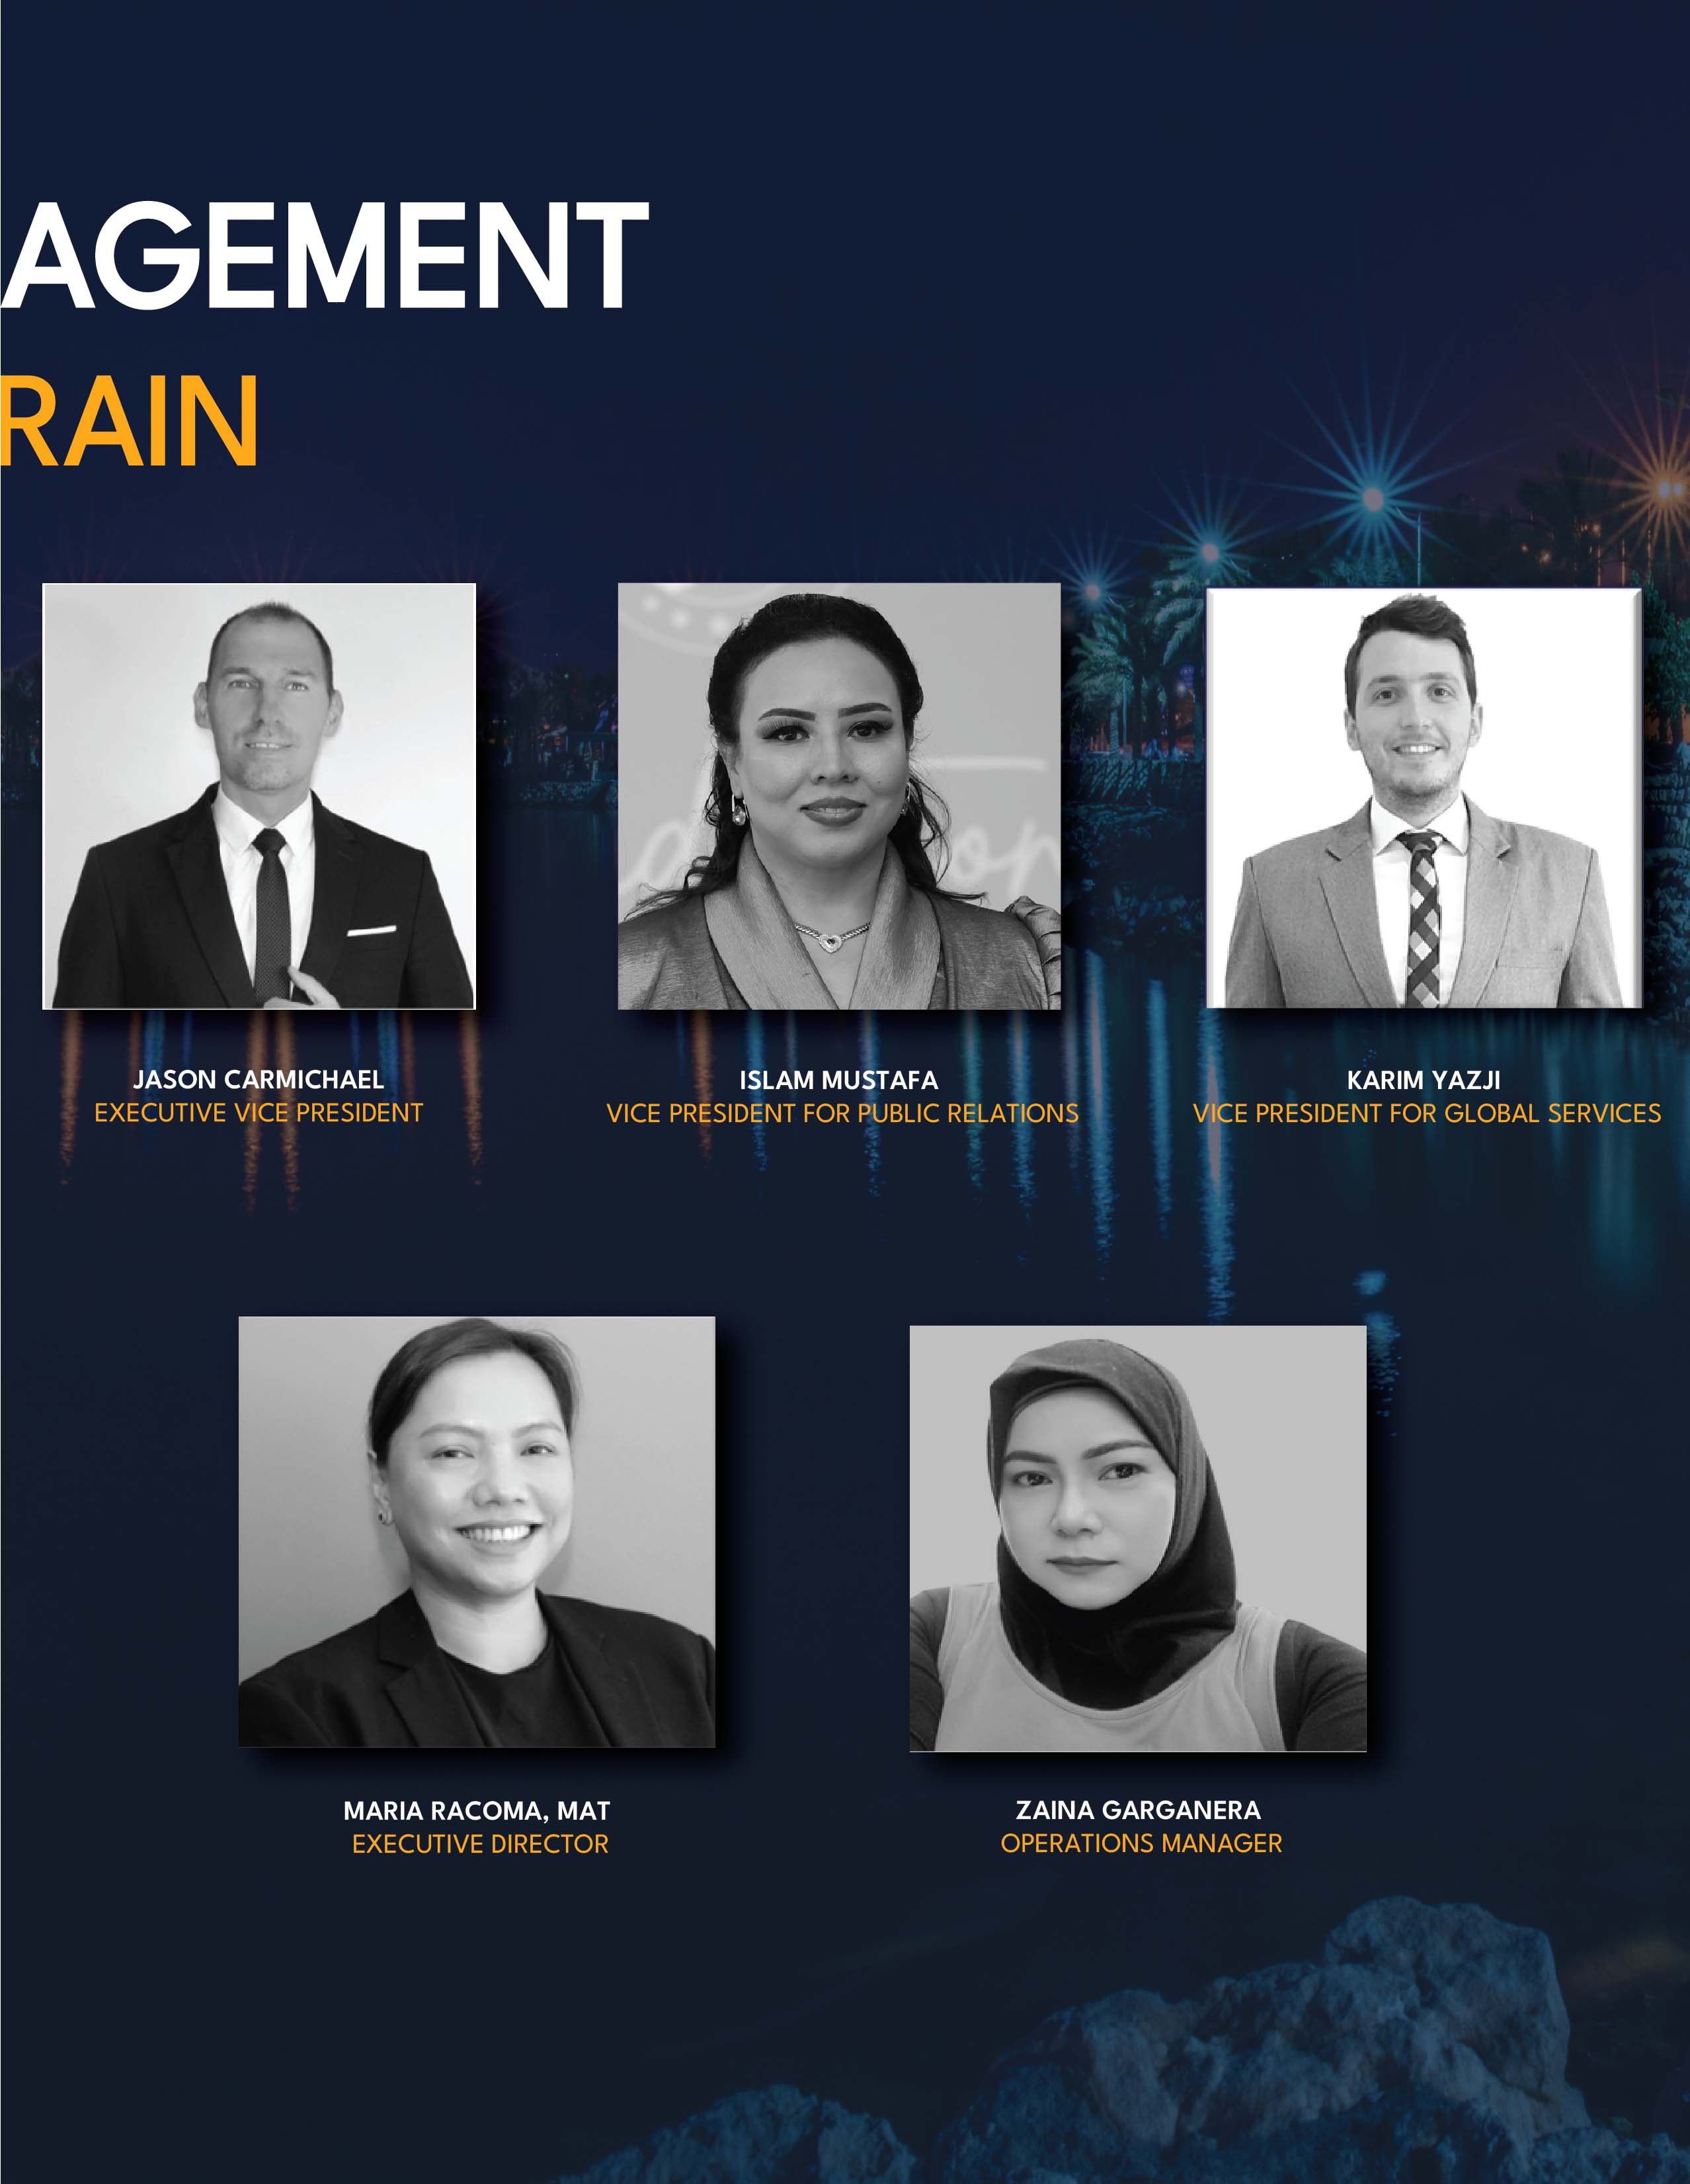 AGEMENT
RAIN
JASON CARMICHAEL
EXECUTIVE VICE PRESIDENT
ISLAM MUSTAFA
VICE PRESIDENT FOR PUBLIC RELATIONS
KARIM YAZJI
VICE PRESIDENT FOR GLOBAL SERVICES
MARIA RACOMA, MAT
EXECUTIVE DIRECTOR
ZAINA GARGANERA
OPERATIONS MANAGER